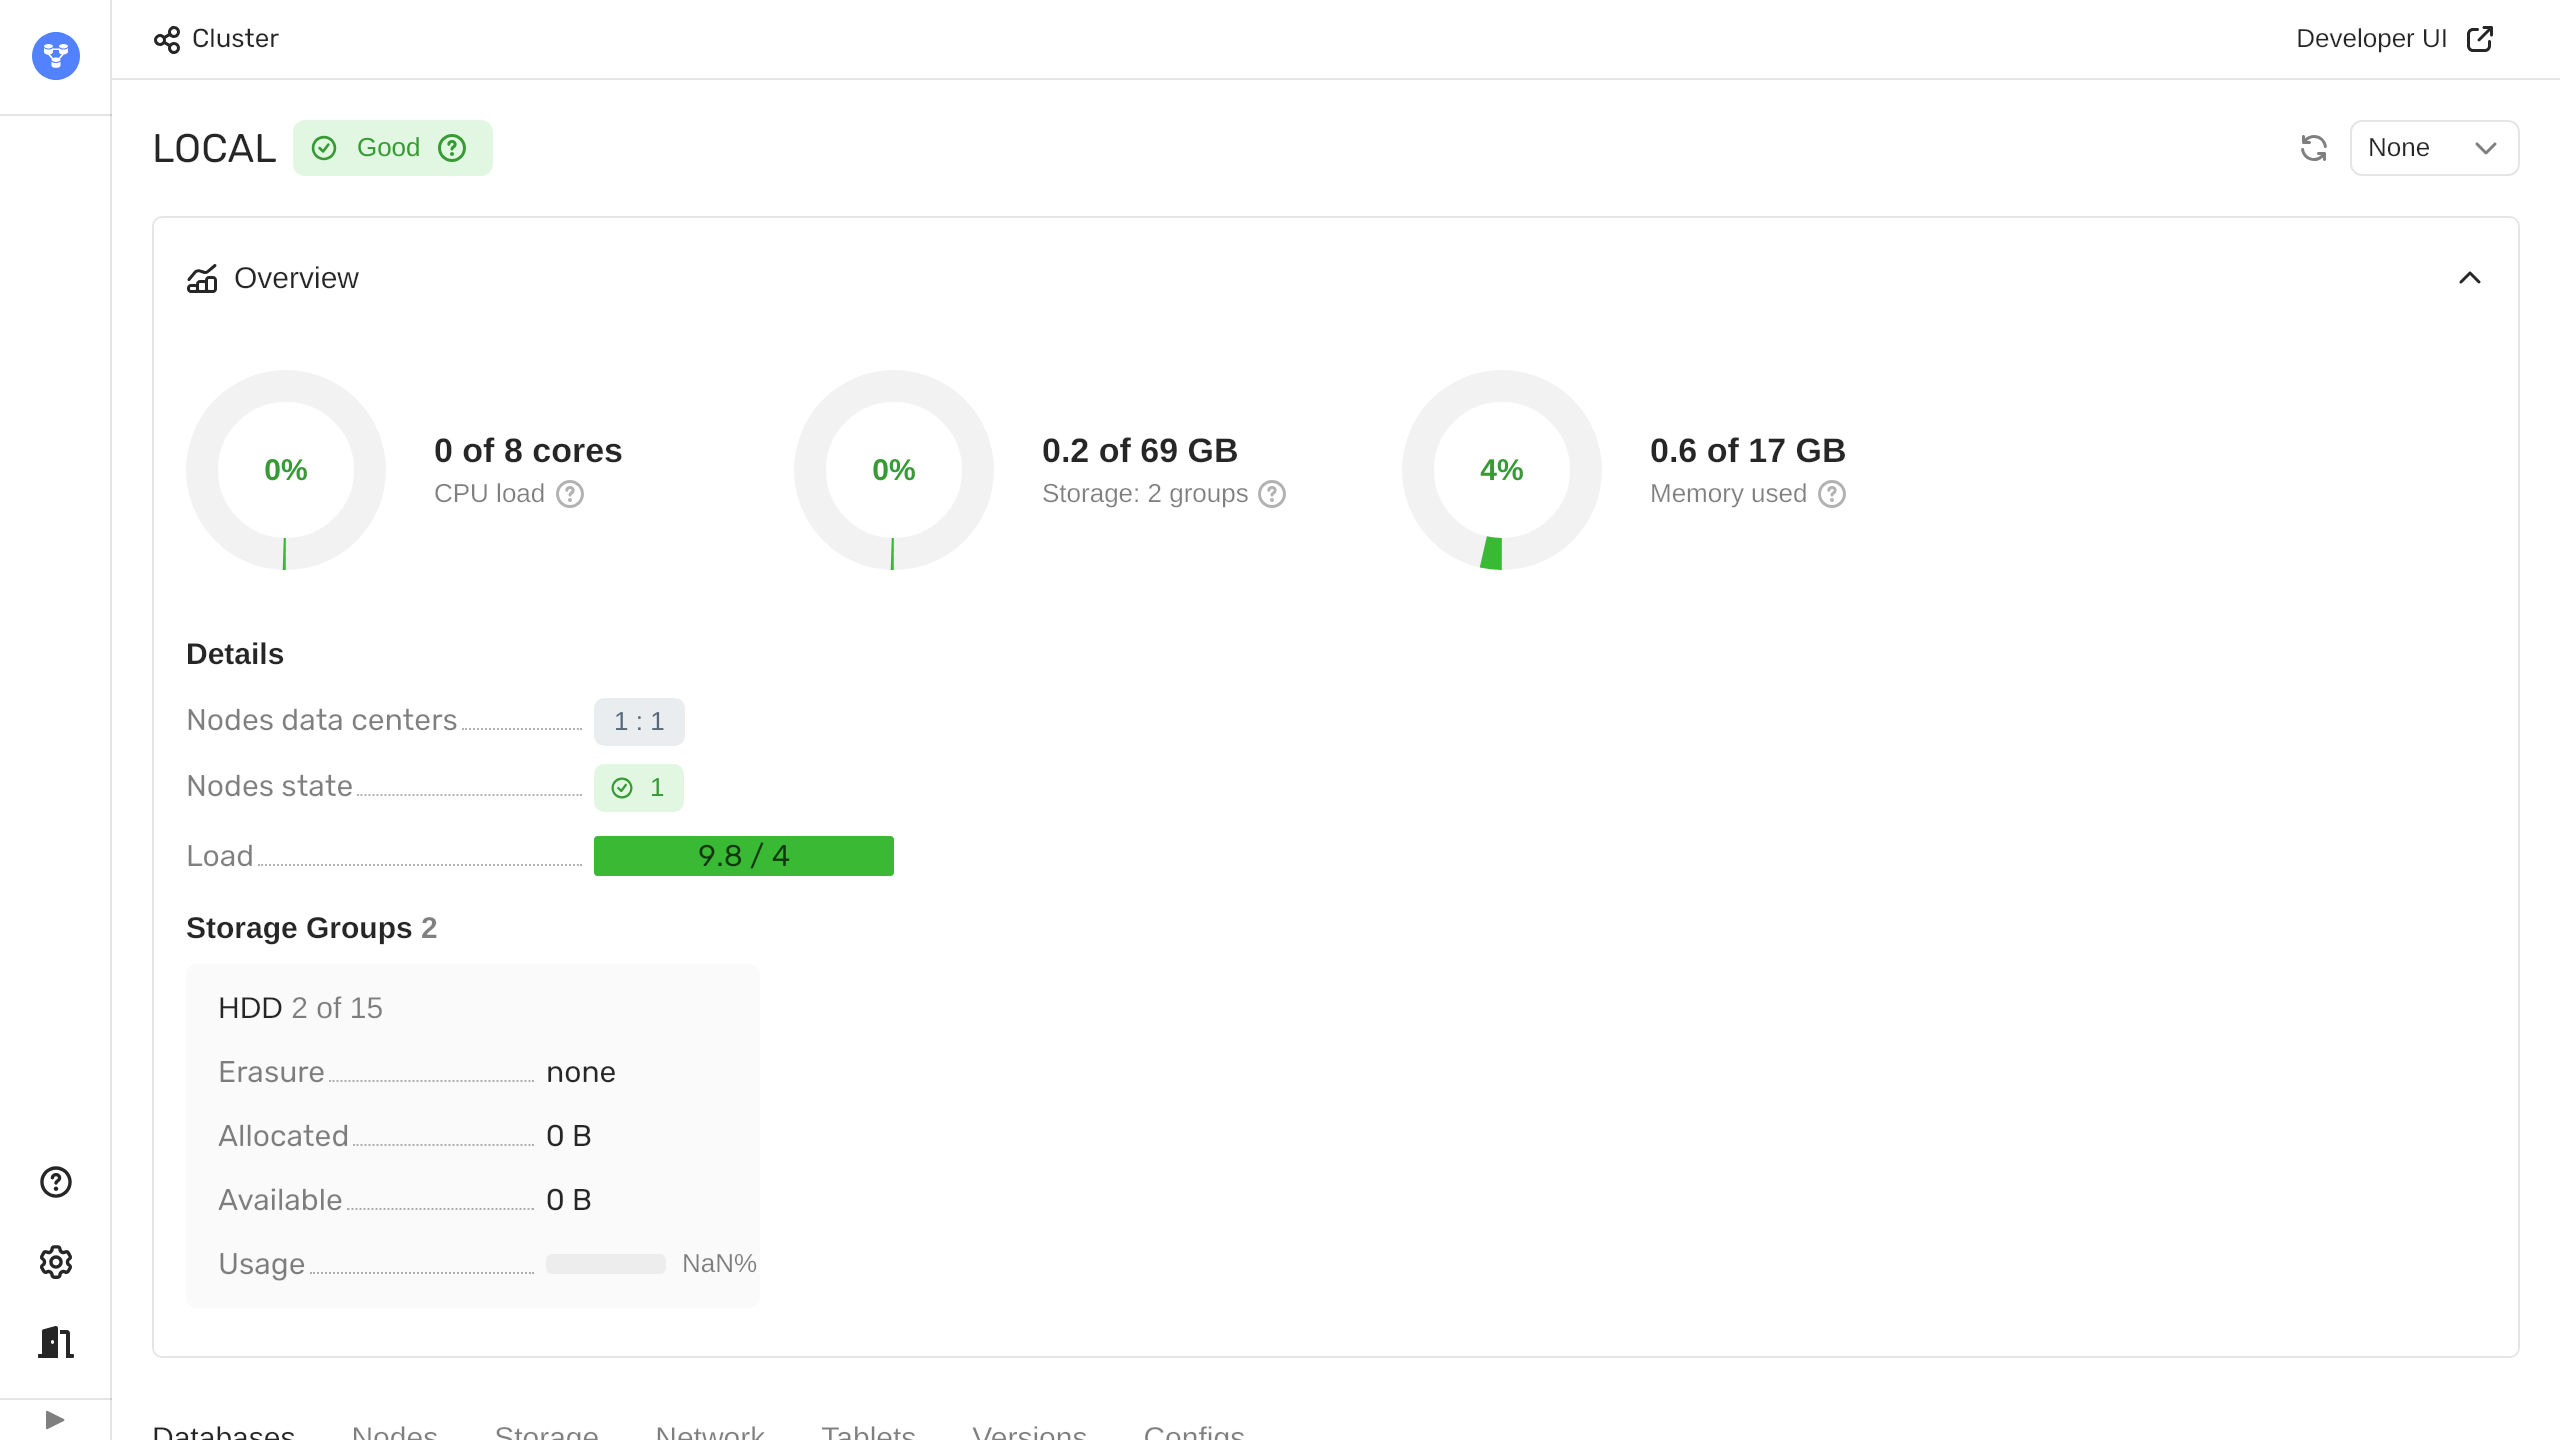 Cluster
Developer UI
LOCAL
Good
None
Overview
0%
0 of 8 cores
CPU load
0%
0.2 of 69 GB
Storage: 2 groups
4%
0.6 of 17 GB
Memory used
Details
Nodes data centers 1 : 1
Nodes state 1
Load 9.8 / 4
Storage Groups 2
HDD 2 of 15
Erasure none
Allocated 0 B
Available 0 B
Usage NaN%
Databases Nodes Storage Network Tablets Versions Configs